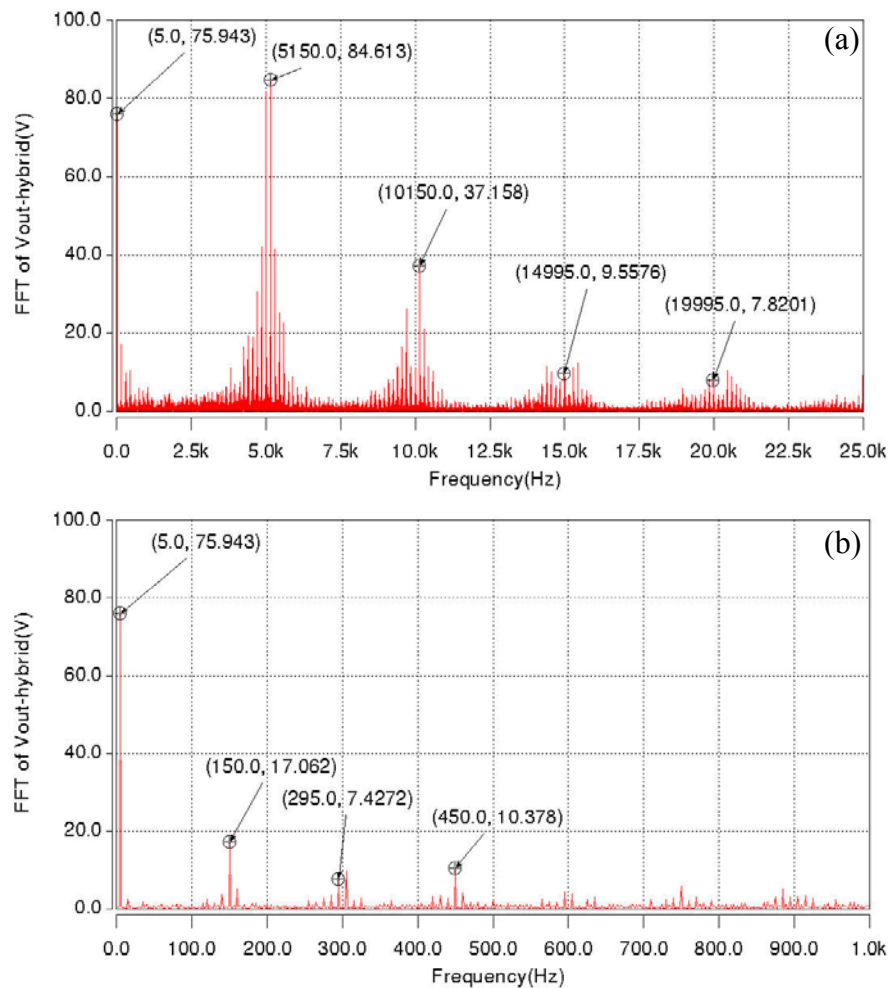 (a)
100.0
80.0
60.0
40.0
20.0
0.0
FFT of Vout-hybrid(V)
(5.0, 75.943)
(5150.0, 84.613)
(10150.0, 37.158)
(14995.0, 9.5576)
(19995.0, 7.8201)
0.0 2.5k 5.0k 7.5k 10.0k 12.5k 15.0k 17.5k 20.0k 22.5k 25.0k
Frequency(Hz)
(b)
100.0
80.0
60.0
40.0
20.0
0.0
FFT of Vout-hybrid(V)
(5.0, 75.943)
(150.0, 17.062)
(295.0, 7.4272)
(450.0, 10.378)
0.0 100.0 200.0 300.0 400.0 500.0 600.0 700.0 800.0 900.0 1.0k
Frequency(Hz)